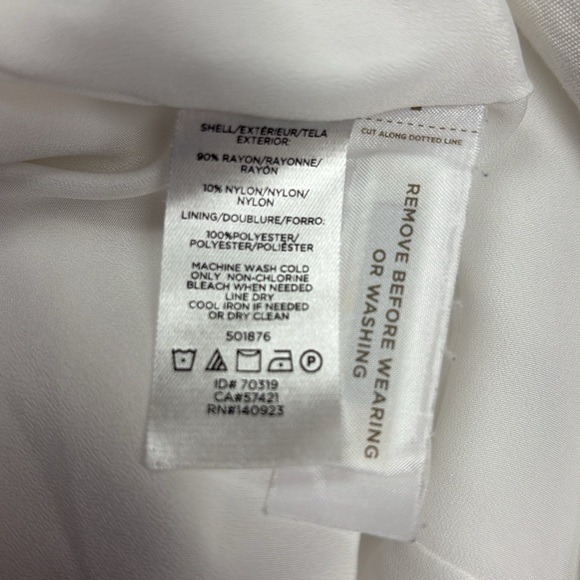 SHELL/EXTÉRIEUR/TELA
EXTERIOR:
90% RAYON/RAYONNE/
RAYÓN
10% NYLON/NYLON/
NYLON
LINING/DOUBLURE/FORRO:
100%POLYESTER/
POLYESTER/POLIÉSTER
MACHINE WASH COLD
ONLY NON-CHLORINE
BLEACH WHEN NEEDED
LINE DRY
COOL IRON IF NEEDED
OR DRY CLEAN
501876
P
ID# 70319
CA#57421
RN#140923
CUT ALONG DOTTED LINE
REMOVE BEFORE WEARING
OR WASHING